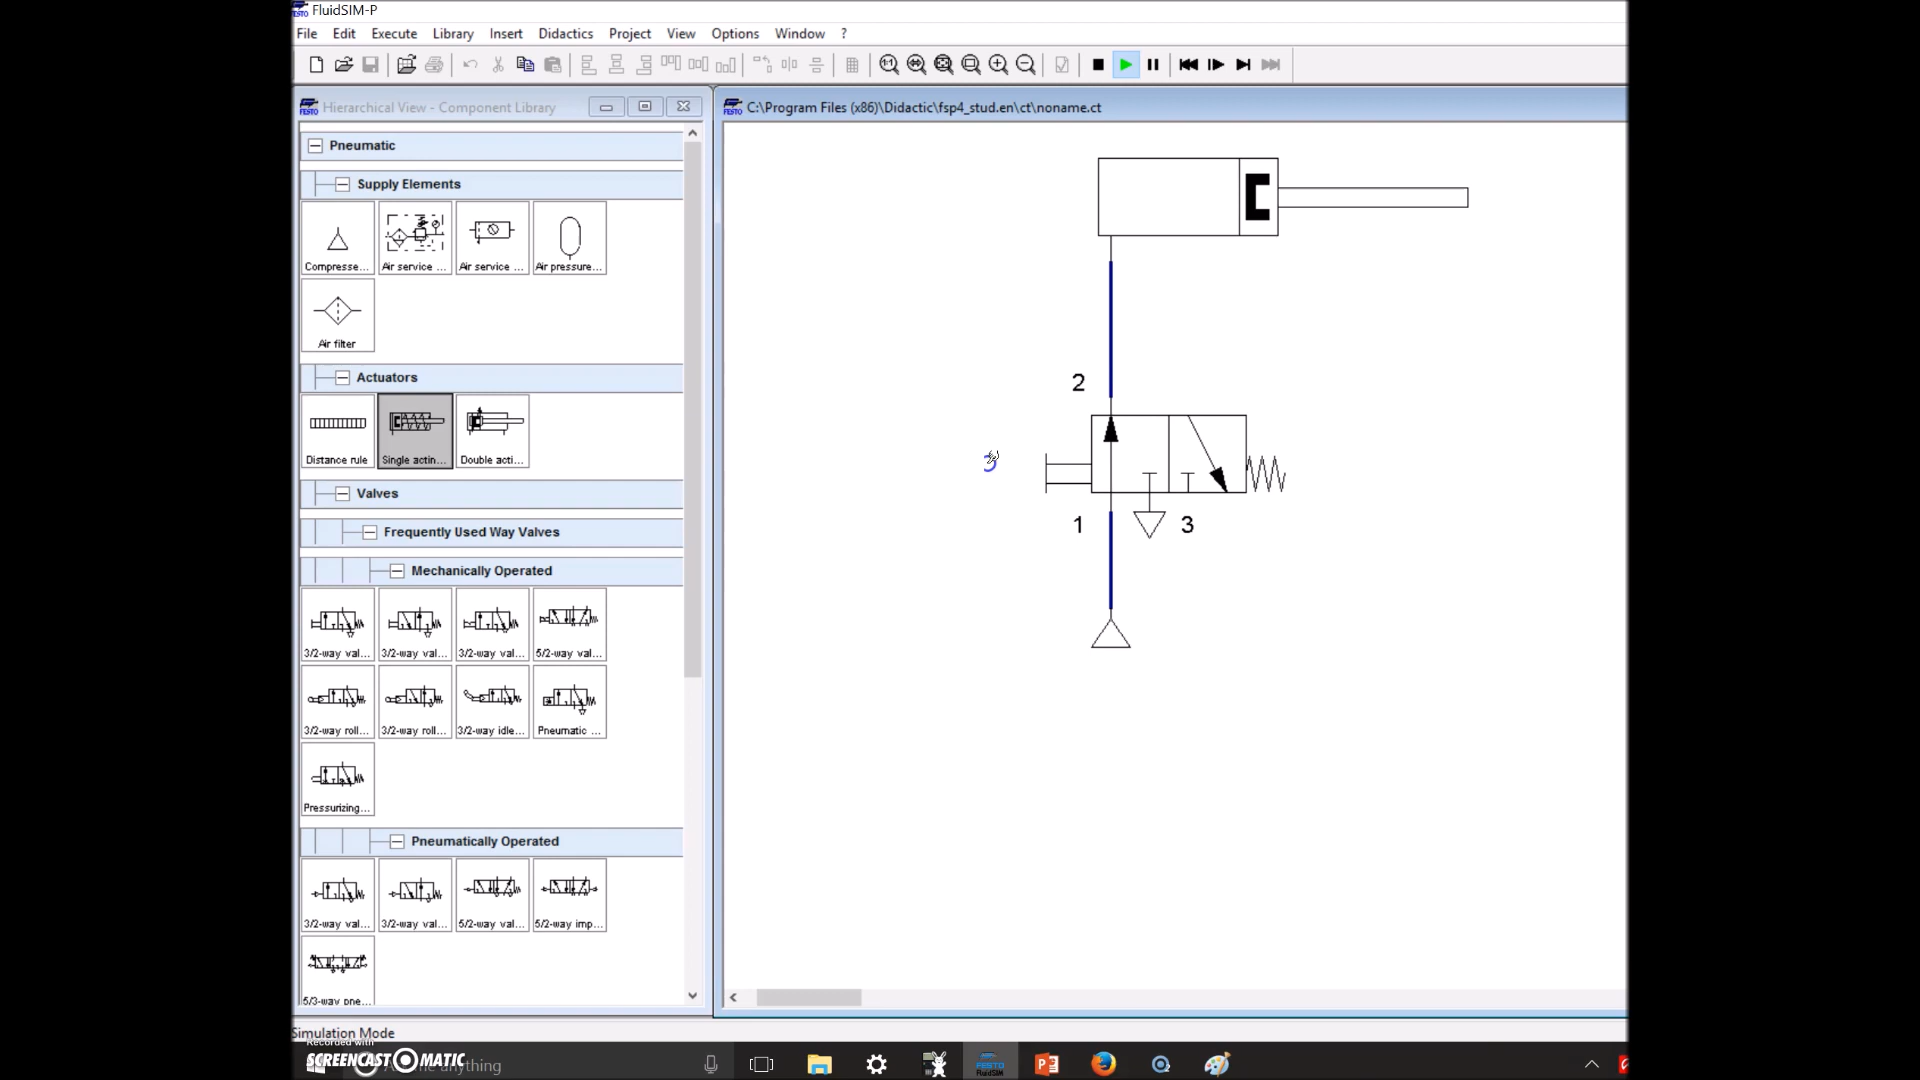 FluidSIM-P
File Edit Execute Library Insert Didactics Project View Options Window ?
FESTO Hierarchical View - Component Library
FESTO C:\Program Files (x86)\Didactic\fsp4_stud.en\ct\noname.ct
Pneumatic
Supply Elements
Compresse... Air service ... Air service ... Air pressure...
Air filter
Actuators
Distance rule Single actin... Double acti...
Valves
Frequently Used Way Valves
Mechanically Operated
3/2-way val... 3/2-way val... 3/2-way val... 5/2-way val...
3/2-way roll... 3/2-way roll... 3/2-way idle... Pneumatic ...
Pressurizing...
Pneumatically Operated
3/2-way val... 3/2-way val... 5/2-way val... 5/2-way imp...
5/3-way pne...
2
1 3
Simulation Mode
Recorded with
SCREENCAST MATIC
anything
FESTO
FluidSIM